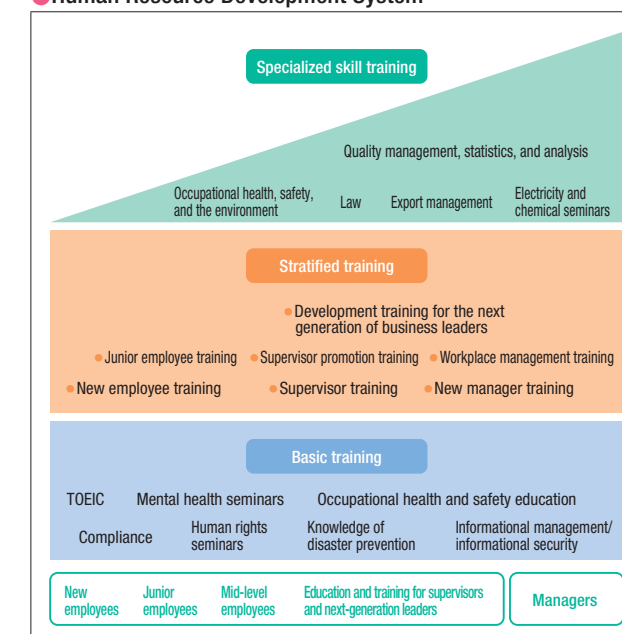 Human Resource Development System
Specialized skill training
Quality management, statistics, and analysis
Occupational health, safety,
and the environment
Law
Export management
Electricity and
chemical seminars
Stratified training
Development training for the next
generation of business leaders
Junior employee training
Supervisor promotion training
Workplace management training
New employee training
Supervisor training
New manager training
Basic training
TOEIC
Mental health seminars
Occupational health and safety education
Compliance
Human rights
seminars
Knowledge of
disaster prevention
Informational management/
informational security
New
employees
Junior
employees
Mid-level
employees
Education and training for supervisors
and next-generation leaders
Managers